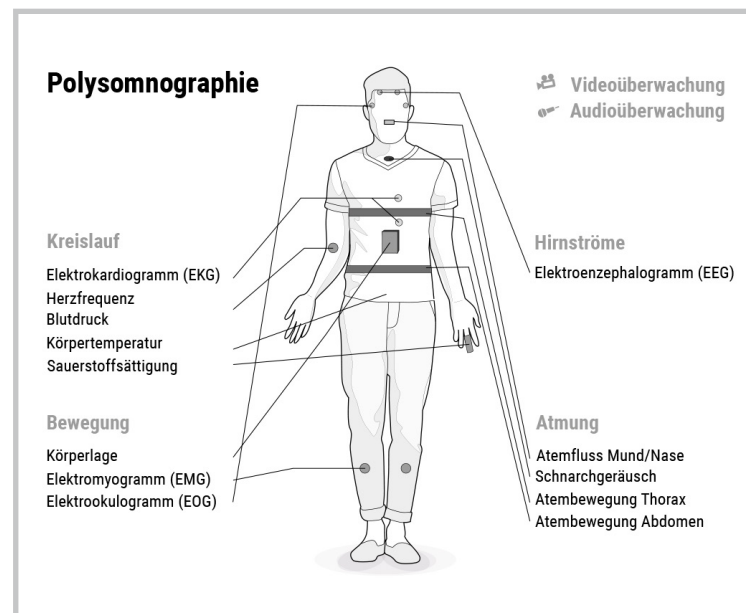 Polysomnographie
Videoüberwachung
Audioüberwachung
Kreislauf
Elektrokardiogramm (EKG)
Herzfrequenz
Blutdruck
Körpertemperatur
Sauerstoffsättigung
Hirnströme
Elektroenzephalogramm (EEG)
Bewegung
Körperlage
Elektromyogramm (EMG)
Elektrookulogramm (EOG)
Atmung
Atemfluss Mund/Nase
Schnarchgeräusch
Atembewegung Thorax
Atembewegung Abdomen